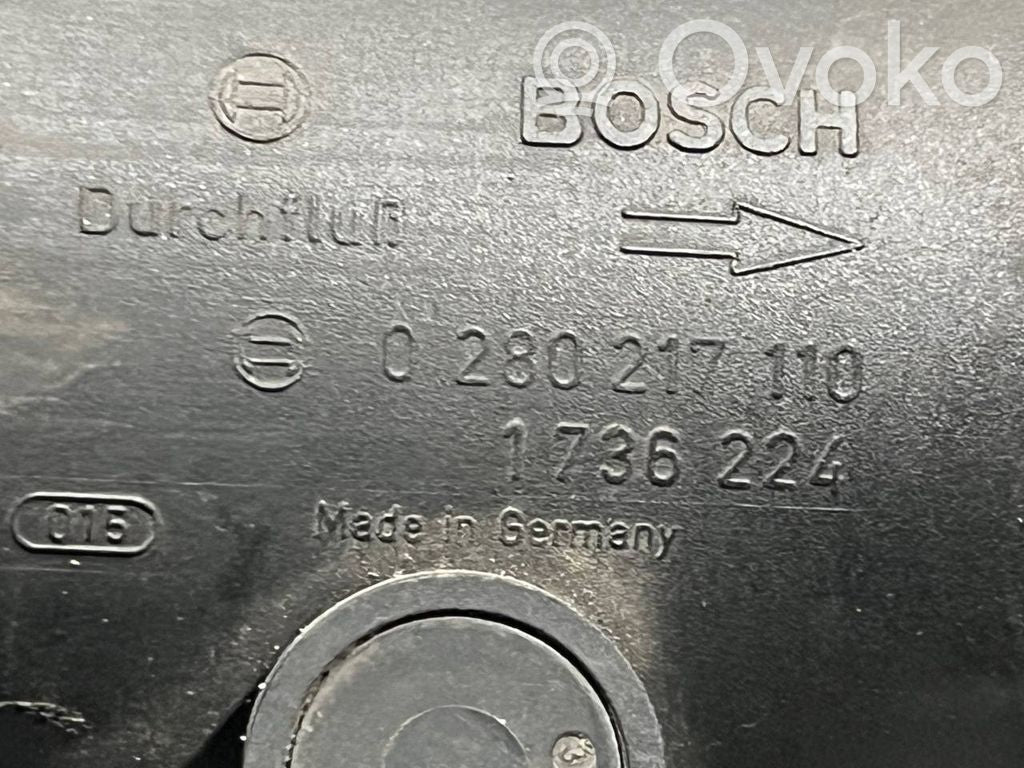 Ovoko
BOSCH
Durchfluß
0 280 217 110
1 736 224
015
Made in Germany